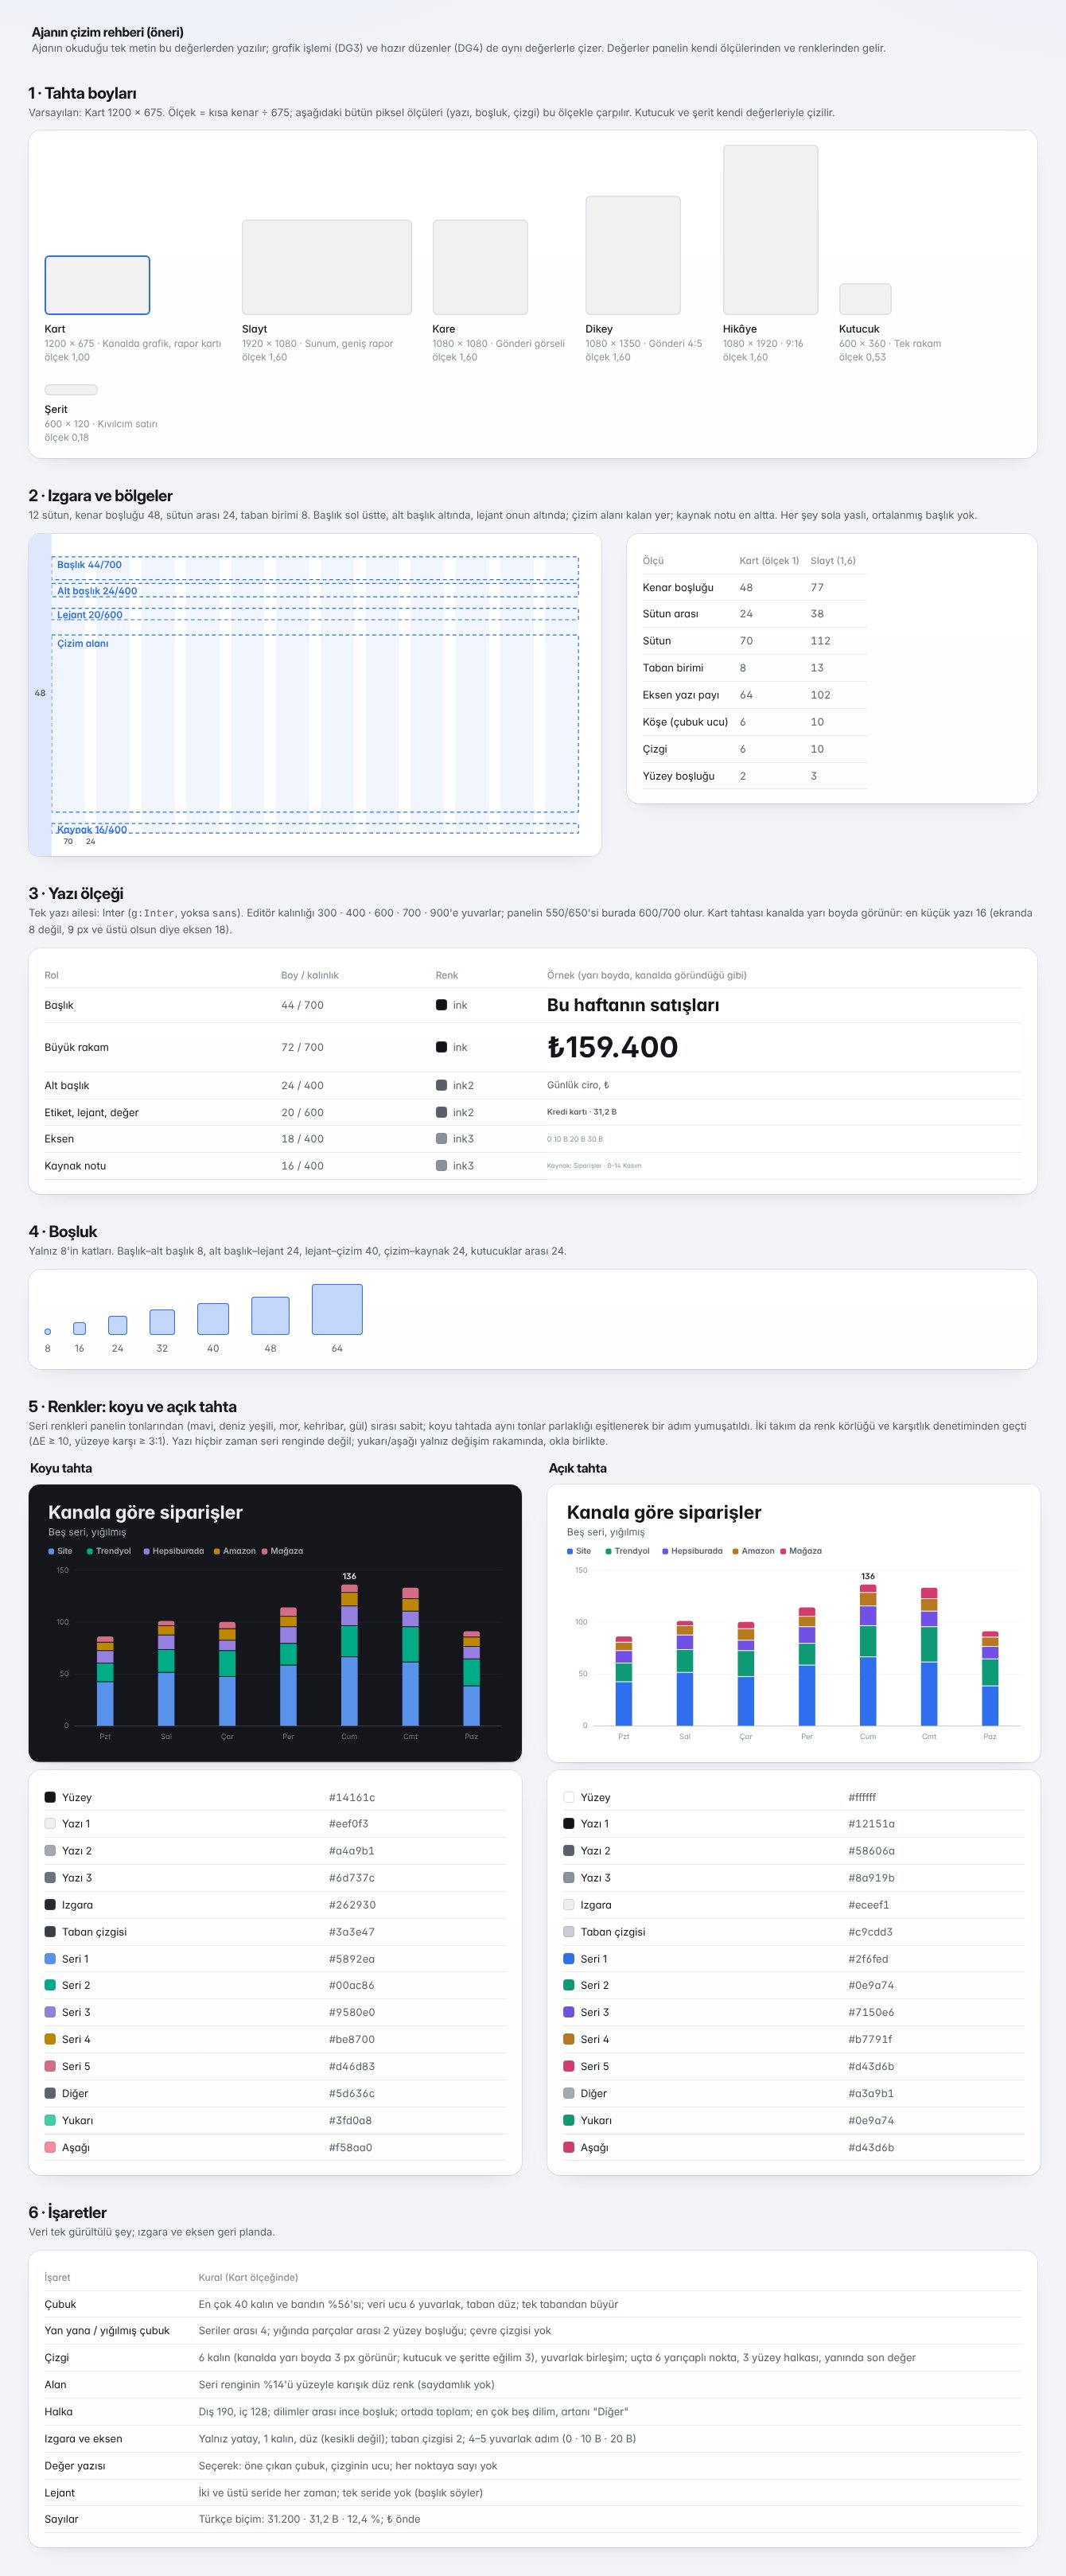 Ajanın çizim rehberi (öneri)
Ajanın okuduğu tek metin bu değerlerden yazılır; grafik işlemi (DG3) ve hazır düzenler (DG4) de aynı değerlerle çizer. Değerler panelin kendi ölçülerinden ve renklerinden gelir.
1 · Tahta boyları
Varsayılan: Kart 1200 × 675. Ölçek = kısa kenar ÷ 675; aşağıdaki bütün piksel ölçüleri (yazı, boşluk, çizgi) bu ölçekle çarpılır. Kutucuk ve şerit kendi değerleriyle çizilir.
Kart
1200 × 675 · Kanalda grafik, rapor kartı
ölçek 1,00
Slayt
1920 × 1080 · Sunum, geniş rapor
ölçek 1,60
Kare
1080 × 1080 · Gönderi görseli
ölçek 1,60
Dikey
1080 × 1350 · Gönderi 4:5
ölçek 1,60
Hikâye
1080 × 1920 · 9:16
ölçek 1,60
Kutucuk
600 × 360 · Tek rakam
ölçek 0,53
Şerit
600 × 120 · Kıvılcım satırı
ölçek 0,18
2 · Izgara ve bölgeler
12 sütun, kenar boşluğu 48, sütun arası 24, taban birimi 8. Başlık sol üstte, alt başlık altında, lejant onun altında; çizim alanı kalan yer; kaynak notu en altta. Her şey sola yaslı, ortalanmış başlık yok.
Başlık 44/700
Alt başlık 24/400
Lejant 20/600
Çizim alanı
48
Kaynak 16/400
70 24
Ölçü Kart (ölçek 1) Slayt (1,6)
Kenar boşluğu 48 77
Sütun arası 24 38
Sütun 70 112
Taban birimi 8 13
Eksen yazı payı 64 102
Köşe (çubuk ucu) 6 10
Çizgi 6 10
Yüzey boşluğu 2 3
3 · Yazı ölçeği
Tek yazı ailesi: Inter (g:Inter, yoksa sans). Editör kalınlığı 300 · 400 · 600 · 700 · 900'e yuvarlar; panelin 550/650'si burada 600/700 olur. Kart tahtası kanalda yarı boyda görünür: en küçük yazı 16 (ekranda
8 değil, 9 px ve üstü olsun diye eksen 18).
Rol Boy / kalınlık Renk Örnek (yarı boyda, kanalda göründüğü gibi)
Başlık 44 / 700 ink Bu haftanın satışları
Büyük rakam 72 / 700 ink ₺159.400
Alt başlık 24 / 400 ink2 Günlük ciro, ₺
Etiket, lejant, değer 20 / 600 ink2 Kredi kartı · 31,2 B
Eksen 18 / 400 ink3 0 10 B 20 B 30 B
Kaynak notu 16 / 400 ink3 Kaynak: Siparişler · 8–14 Kasım
4 · Boşluk
Yalnız 8'in katları. Başlık–alt başlık 8, alt başlık–lejant 24, lejant–çizim 40, çizim–kaynak 24, kutucuklar arası 24.
8 16 24 32 40 48 64
5 · Renkler: koyu ve açık tahta
Seri renkleri panelin tonlarından (mavi, deniz yeşili, mor, kehribar, gül) sırası sabit; koyu tahtada aynı tonlar parlaklığı eşitlenerek bir adım yumuşatıldı. İki takım da renk körlüğü ve karşıtlık denetiminden geçti
(ΔE ≥ 10, yüzeye karşı ≥ 3:1). Yazı hiçbir zaman seri renginde değil; yukarı/aşağı yalnız değişim rakamında, okla birlikte.
Koyu tahta
Kanala göre siparişler
Beş seri, yığılmış
Site Trendyol Hepsiburada Amazon Mağaza
150
136
100
50
0
Pzt Sal Çar Per Cum Cmt Paz
Yüzey #14161c
Yazı 1 #eef0f3
Yazı 2 #a4a9b1
Yazı 3 #6d737c
Izgara #262930
Taban çizgisi #3a3e47
Seri 1 #5892ea
Seri 2 #00ac86
Seri 3 #9580e0
Seri 4 #be8700
Seri 5 #d46d83
Diğer #5d636c
Yukarı #3fd0a8
Aşağı #f58aa0
Açık tahta
Kanala göre siparişler
Beş seri, yığılmış
Site Trendyol Hepsiburada Amazon Mağaza
150
136
100
50
0
Pzt Sal Çar Per Cum Cmt Paz
Yüzey #ffffff
Yazı 1 #12151a
Yazı 2 #58606a
Yazı 3 #8a919b
Izgara #eceef1
Taban çizgisi #c9cdd3
Seri 1 #2f6fed
Seri 2 #0e9a74
Seri 3 #7150e6
Seri 4 #b7791f
Seri 5 #d43d6b
Diğer #a3a9b1
Yukarı #0e9a74
Aşağı #d43d6b
6 · İşaretler
Veri tek gürültülü şey; ızgara ve eksen geri planda.
İşaret Kural (Kart ölçeğinde)
Çubuk En çok 40 kalın ve bandın %56'sı; veri ucu 6 yuvarlak, taban düz; tek tabandan büyür
Yan yana / yığılmış çubuk Seriler arası 4; yığında parçalar arası 2 yüzey boşluğu; çevre çizgisi yok
Çizgi 6 kalın (kanalda yarı boyda 3 px görünür; kutucuk ve şeritte eğilim 3), yuvarlak birleşim; uçta 6 yarıçaplı nokta, 3 yüzey halkası, yanında son değer
Alan Seri renginin %14'ü yüzeyle karışık düz renk (saydamlık yok)
Halka Dış 190, iç 128; dilimler arası ince boşluk; ortada toplam; en çok beş dilim, artanı "Diğer"
Izgara ve eksen Yalnız yatay, 1 kalın, düz (kesikli değil); taban çizgisi 2; 4–5 yuvarlak adım (0 · 10 B · 20 B)
Değer yazısı Seçerek: öne çıkan çubuk, çizginin ucu; her noktaya sayı yok
Lejant İki ve üstü seride her zaman; tek seride yok (başlık söyler)
Sayılar Türkçe biçim: 31.200 · 31,2 B · 12,4 %; ₺ önde